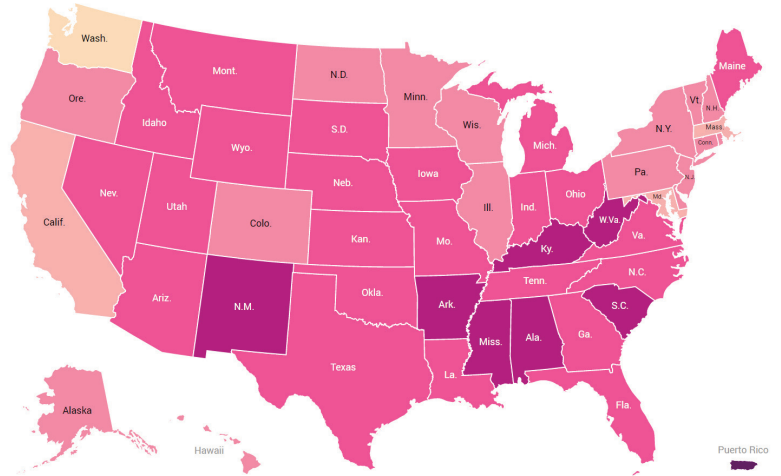 Wash.
Mont.
N.D.
Minn.
Maine
Ore.
Idaho
Wyo.
S.D.
Wis.
Mich.
N.Y.
Vt.
N.H.
Mass
Conn.
Nev.
Utah
Colo.
Neb.
Iowa
Ill.
Ind.
Ohio
Pa.
N.J.
Md.
Calif.
Kan.
Mo.
Ky.
W.Va.
Va.
Ariz.
N.M.
Okla.
Ark.
Tenn.
N.C.
S.C.
Texas
La.
Miss.
Ala.
Ga.
Fla.
Alaska
Hawaii
Puerto Rico